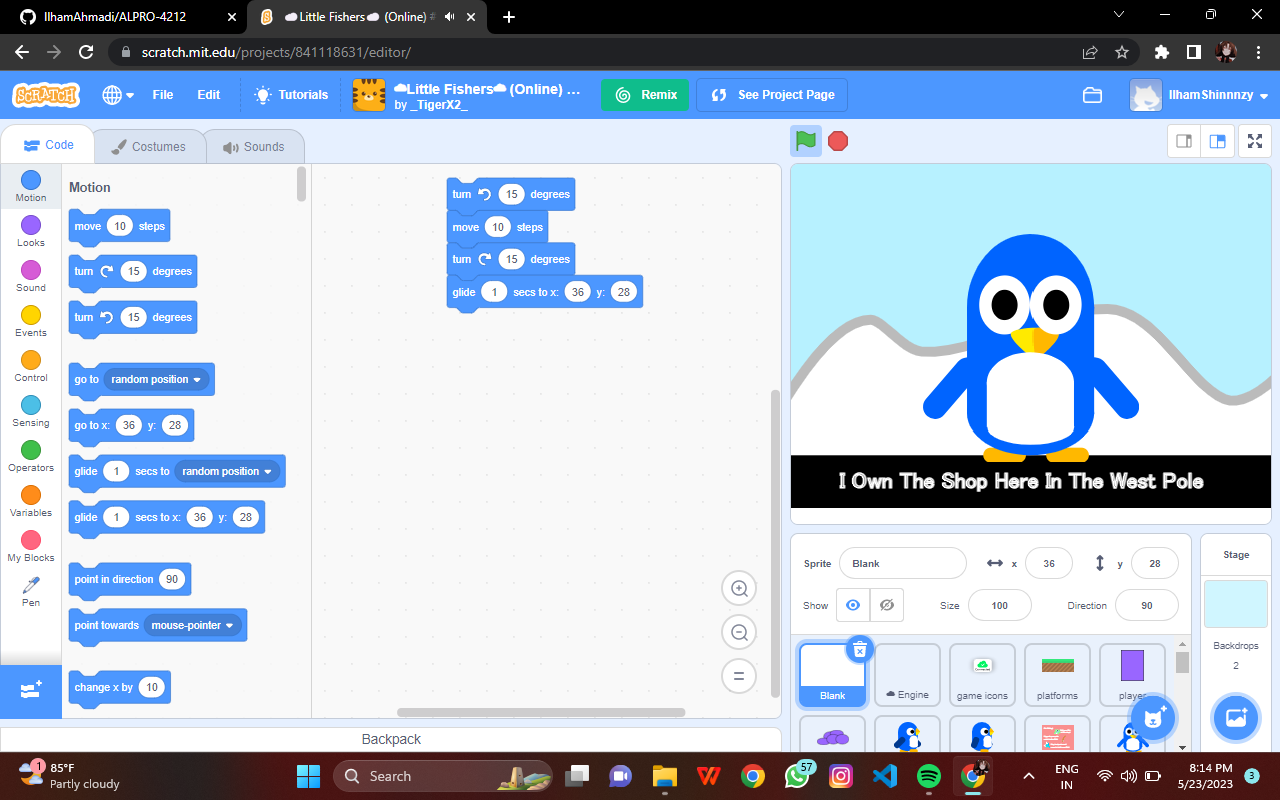 IlhamAhmadi/ALPRO-4212
Little Fishers (Online)
scratch.mit.edu/projects/841118631/editor/
SCRATCH
File
Edit
Tutorials
Little Fishers (Online) ...
by _TigerX2_
Remix
See Project Page
IlhamShinnnzy
Code
Costumes
Sounds
Motion
Looks
Sound
Events
Control
Sensing
Operators
Variables
My Blocks
Pen
Motion
move 10 steps
turn 15 degrees
turn 15 degrees
go to random position
go to x: 36 y: 28
glide 1 secs to random position
glide 1 secs to x: 36 y: 28
point in direction 90
point towards mouse-pointer
change x by 10
turn 15 degrees
move 10 steps
turn 15 degrees
glide 1 secs to x: 36 y: 28
Backpack
I Own The Shop Here In The West Pole
Sprite Blank x 36 y 28
Show Size 100 Direction 90
Blank
Engine
game icons
platforms
player
Stage
Backdrops
2
1
85°F
Partly cloudy
Search
57
ENG
IN
8:14 PM
5/23/2023
3